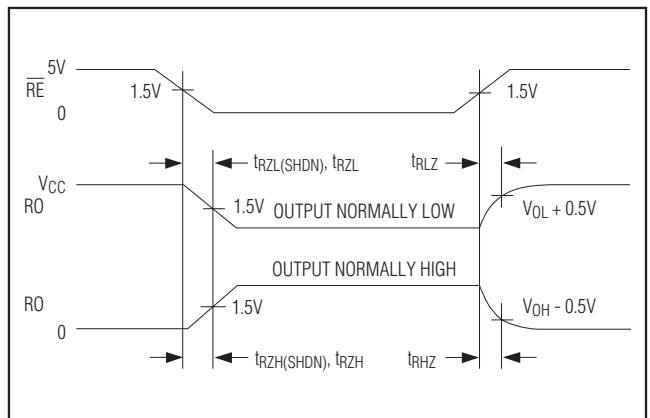 5V
R̅E̅
1.5V
1.5V
0
tRZL(SHDN), tRZL
tRLZ
VCC
RO
1.5V
OUTPUT NORMALLY LOW
VOL + 0.5V
OUTPUT NORMALLY HIGH
RO
1.5V
VOH - 0.5V
0
tRZH(SHDN), tRZH
tRHZ